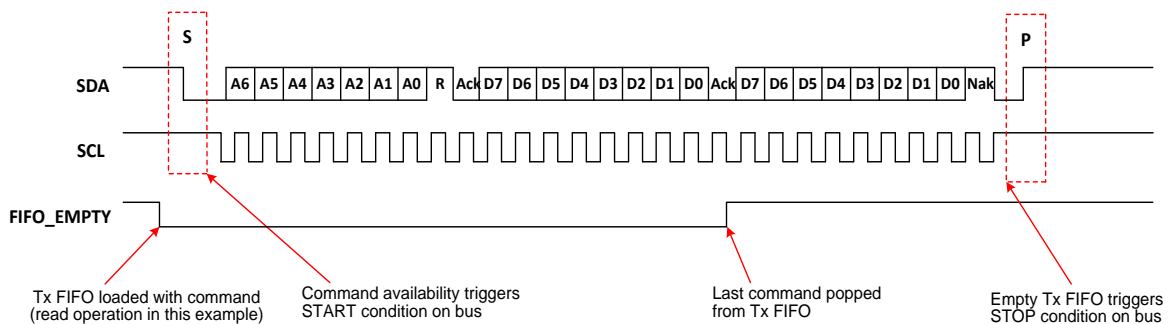 S
P
SDA
A6 A5 A4 A3 A2 A1 A0 R Ack D7 D6 D5 D4 D3 D2 D1 D0 Ack D7 D6 D5 D4 D3 D2 D1 D0 Nak
SCL
FIFO_EMPTY
Tx FIFO loaded with command
(read operation in this example)
Command availability triggers
START condition on bus
Last command popped
from Tx FIFO
Empty Tx FIFO triggers
STOP condition on bus